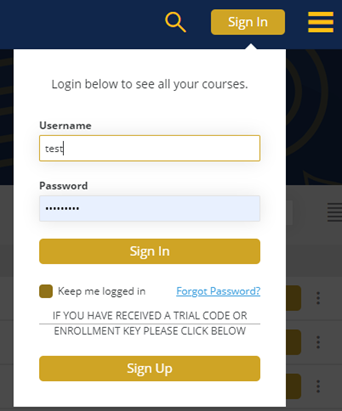 Sign In
Login below to see all your courses.
Username
test
Password
•••••••••
Sign In
Keep me logged in Forgot Password?
IF YOU HAVE RECEIVED A TRIAL CODE OR
ENROLLMENT KEY PLEASE CLICK BELOW
Sign Up